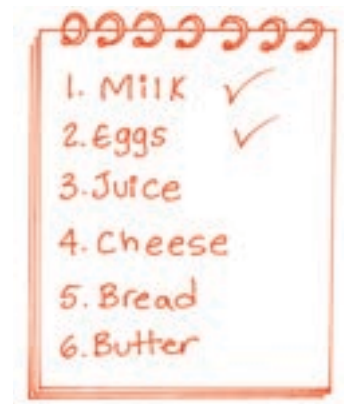 1. Milk ✓
2. Eggs ✓
3. Juice
4. Cheese
5. Bread
6. Butter